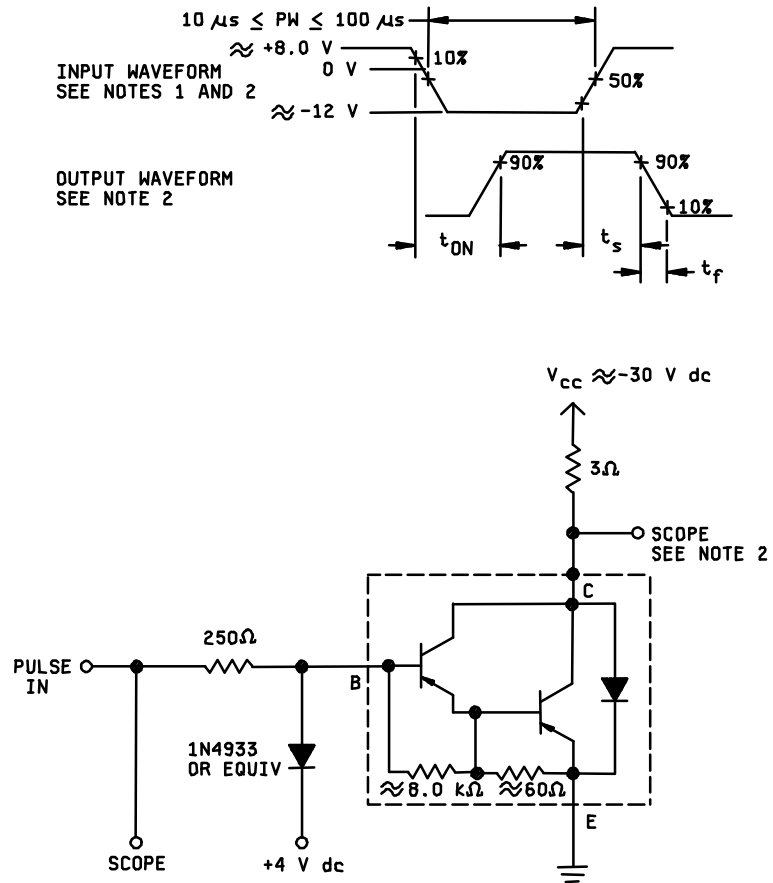 10 µs ≤ PW ≤ 100 µs
≈ +8.0 V
10%
0 V
INPUT WAVEFORM
SEE NOTES 1 AND 2
50%
≈ -12 V
OUTPUT WAVEFORM
SEE NOTE 2
90%
90%
10%
tON
ts
tf
Vcc ≈ -30 V dc
3Ω
SCOPE
SEE NOTE 2
C
250Ω
PULSE
IN
B
1N4933
OR EQUIV
≈ 8.0 kΩ
≈ 60Ω
E
SCOPE
+4 V dc